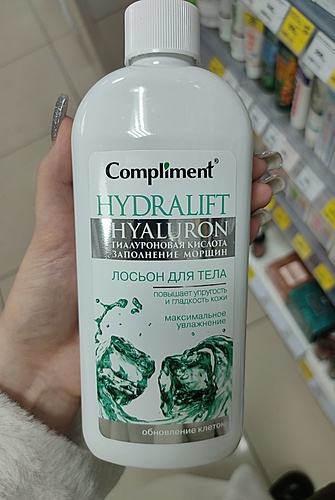 Compliment®
HYDRALIFT
HYALURON
ГИАЛУРОНОВАЯ КИСЛОТА
ЗАПОЛНЕНИЕ МОРЩИН
ЛОСЬОН ДЛЯ ТЕЛА
повышает упругость
и гладкость кожи
максимальное
увлажнение
обновление клеток